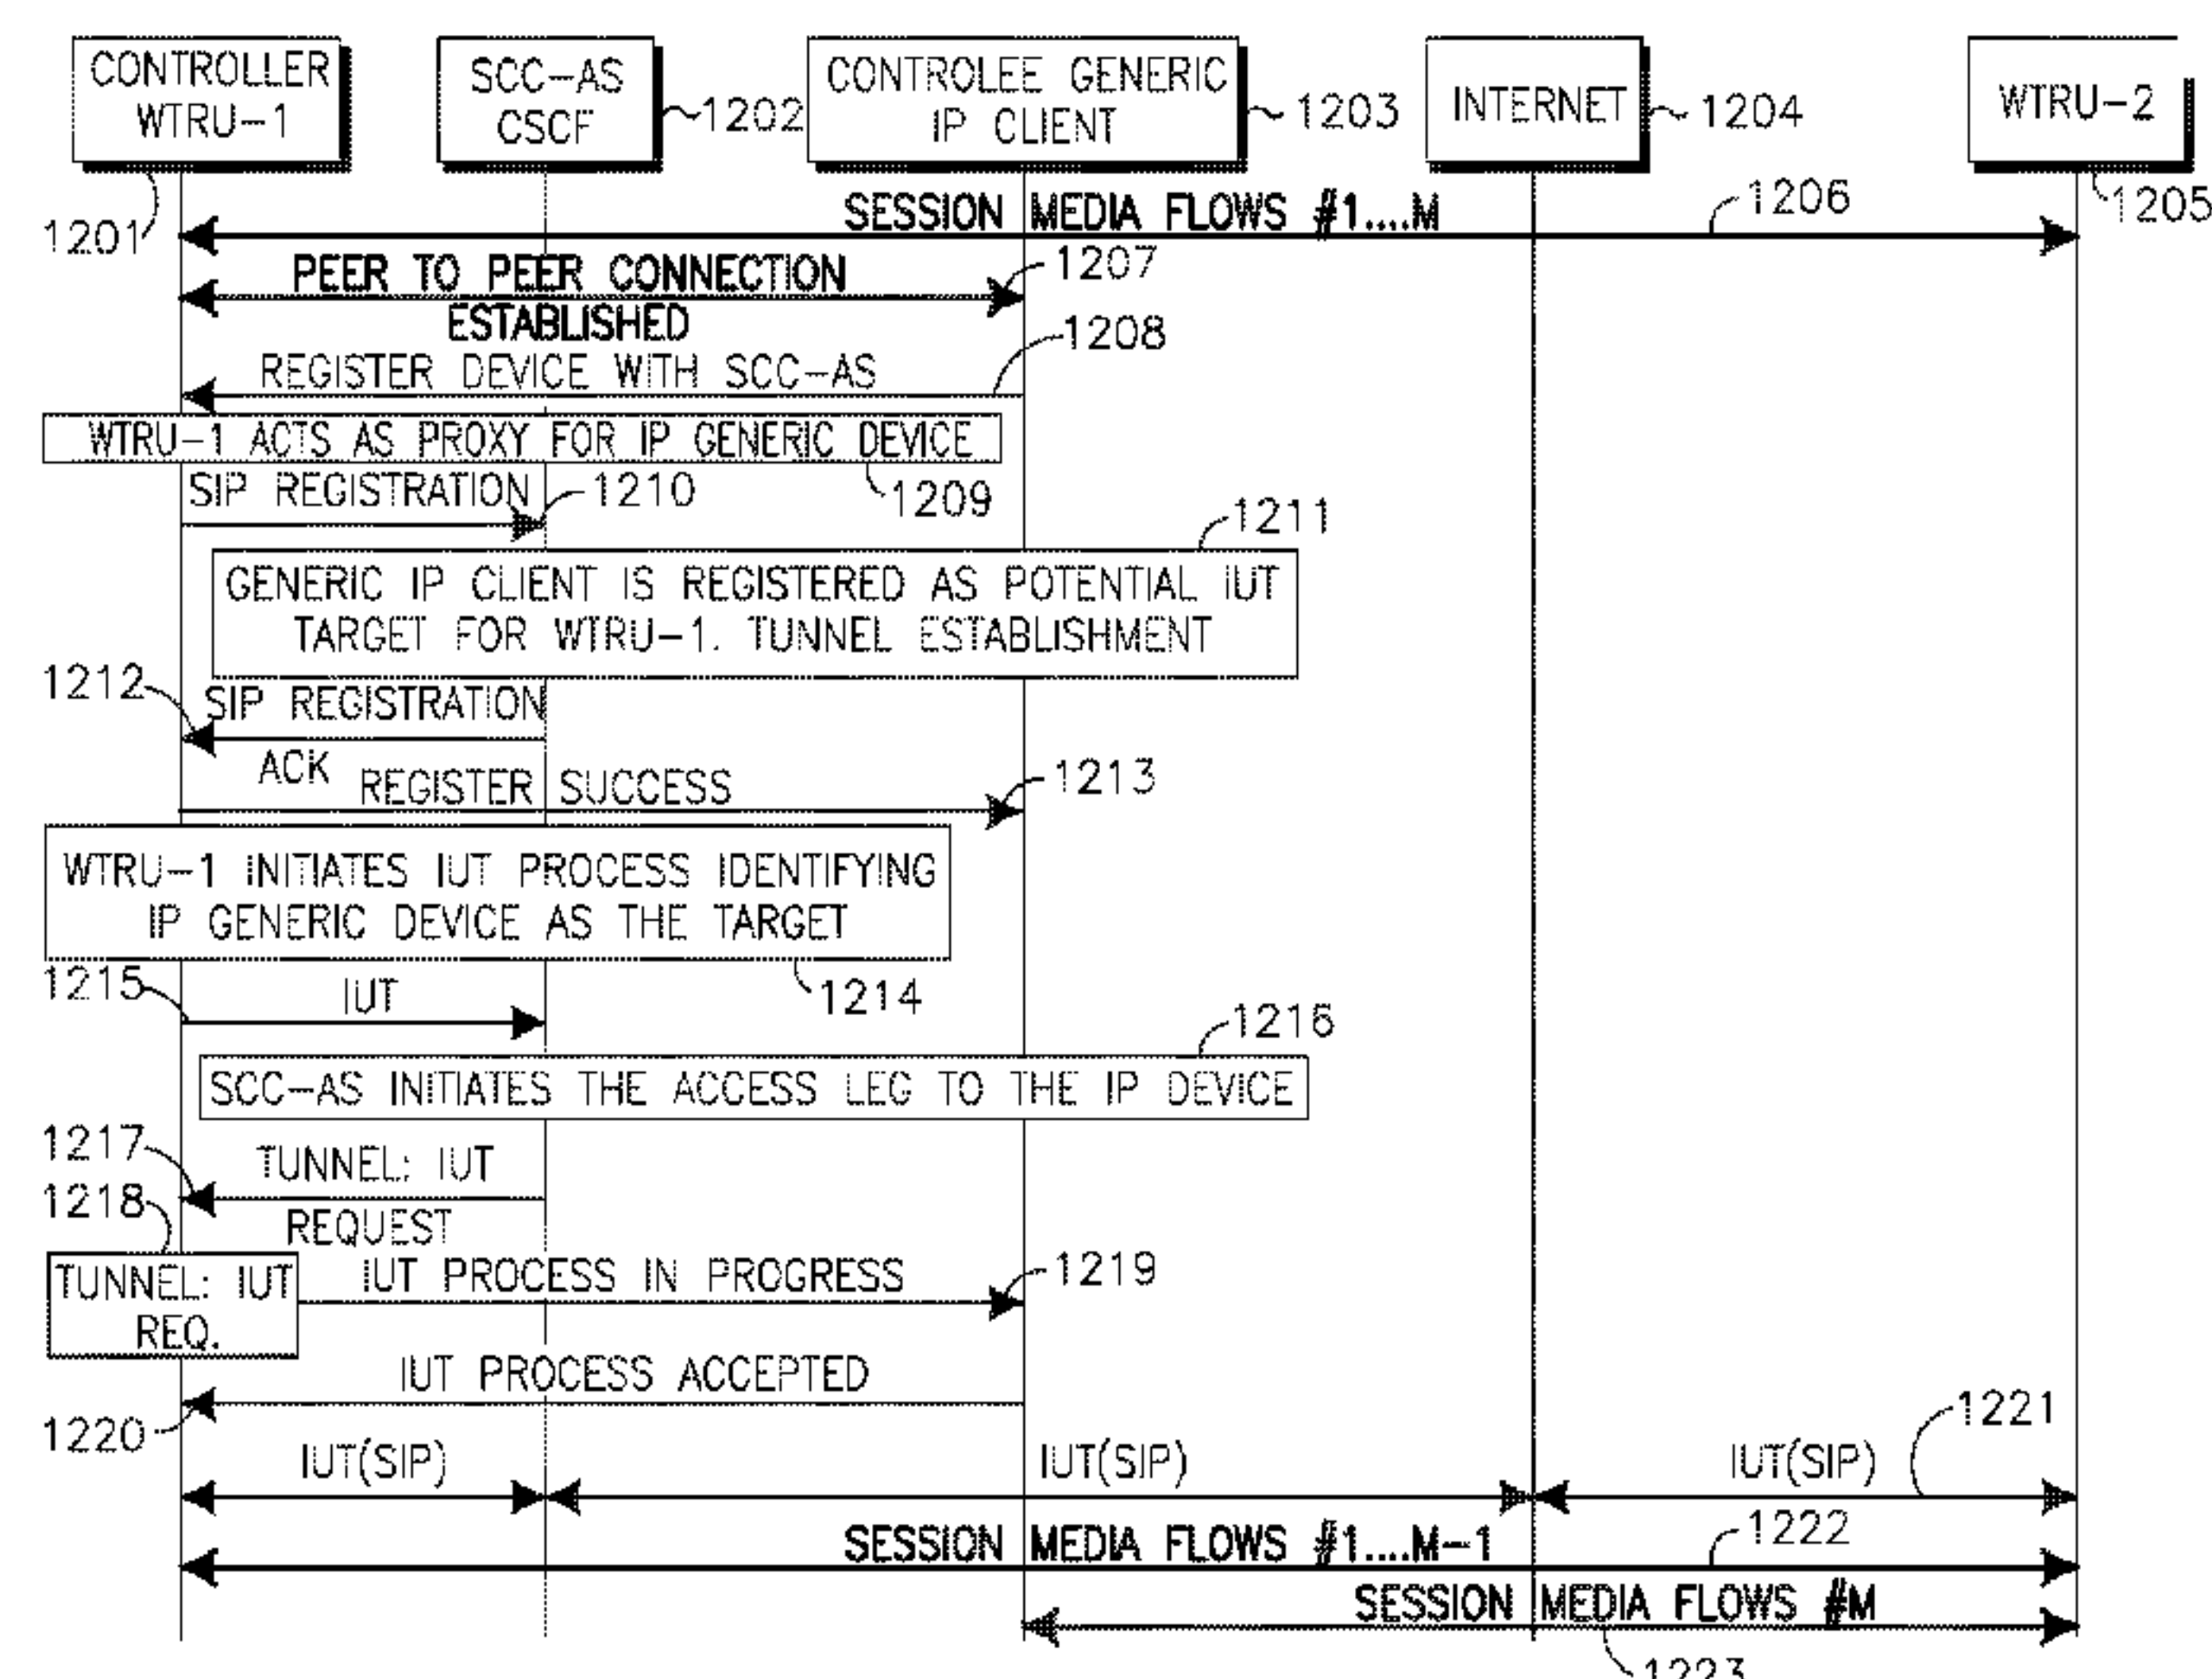 CONTROLLER
WTRU-1
SCC-AS
CSCF
1202
CONTROLEE GENERIC
IP CLIENT
1203
INTERNET
1204
WTRU-2
1205
1201
SESSION MEDIA FLOWS #1....M
1206
PEER TO PEER CONNECTION
ESTABLISHED
1207
REGISTER DEVICE WITH SCC-AS
1208
WTRU-1 ACTS AS PROXY FOR IP GENERIC DEVICE
1209
SIP REGISTRATION
1210
1211
GENERIC IP CLIENT IS REGISTERED AS POTENTIAL IUT
TARGET FOR WTRU-1. TUNNEL ESTABLISHMENT
1212
SIP REGISTRATION
ACK
REGISTER SUCCESS
1213
WTRU-1 INITIATES IUT PROCESS IDENTIFYING
IP GENERIC DEVICE AS THE TARGET
1214
1215
IUT
1216
SCC-AS INITIATES THE ACCESS LEG TO THE IP DEVICE
1217
TUNNEL: IUT
REQUEST
1218
TUNNEL: IUT
REQ.
IUT PROCESS IN PROGRESS
1219
IUT PROCESS ACCEPTED
1220
IUT(SIP)
IUT(SIP)
IUT(SIP)
1221
SESSION MEDIA FLOWS #1....M-1
1222
SESSION MEDIA FLOWS #M
1223